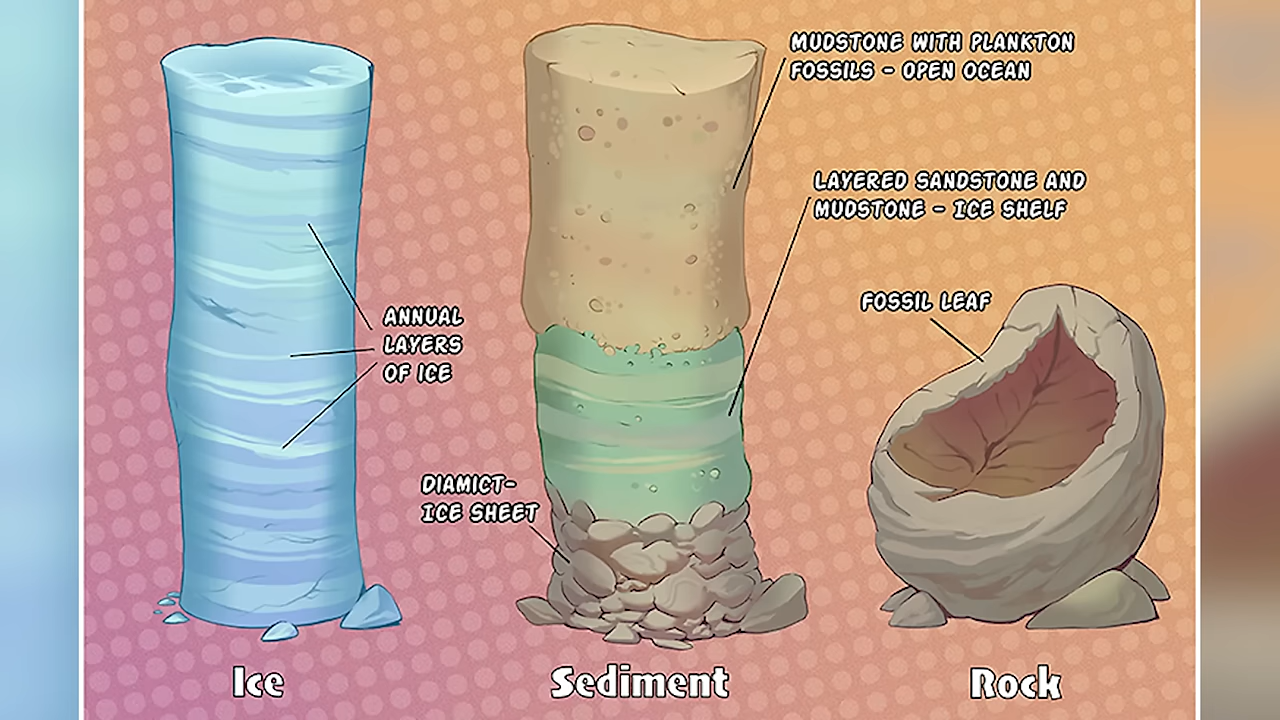 MUDSTONE WITH PLANKTON
FOSSILS - OPEN OCEAN
LAYERED SANDSTONE AND
MUDSTONE - ICE SHELF
FOSSIL LEAF
ANNUAL
LAYERS
OF ICE
DIAMICT-
ICE SHEET
Ice
Sediment
Rock